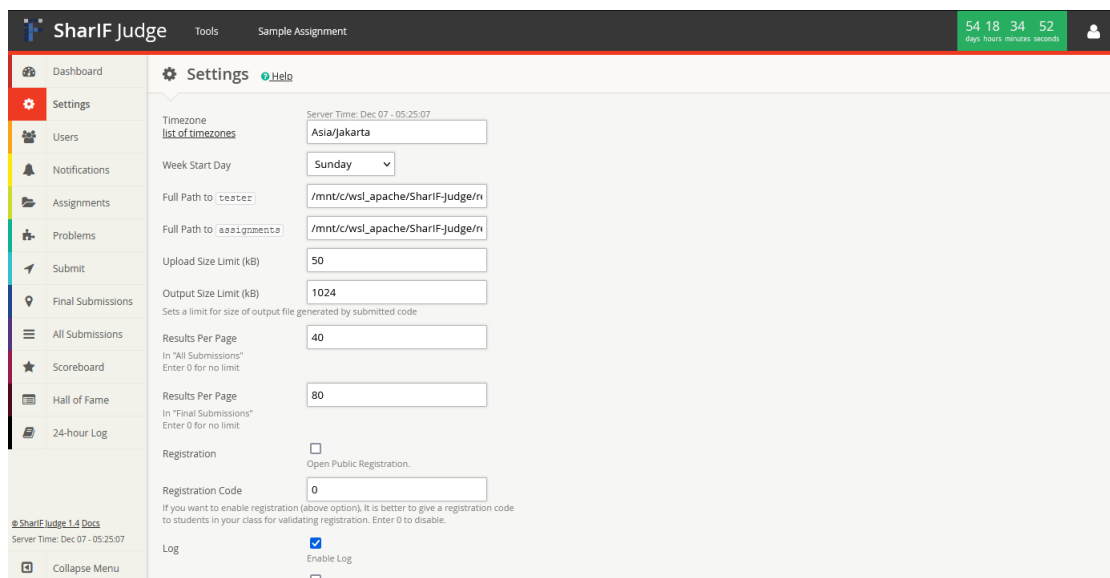 SharIF Judge
Tools
Sample Assignment
54 18 34 52
days hours minutes seconds
Dashboard
Settings
Users
Notifications
Assignments
Problems
Submit
Final Submissions
All Submissions
Scoreboard
Hall of Fame
24-hour Log
© SharIF Judge 1.4 Docs
Server Time: Dec 07 - 05:25:07
Collapse Menu
Settings
Help
Timezone
list of timezones
Server Time: Dec 07 - 05:25:07
Asia/Jakarta
Week Start Day
Sunday
Full Path to tester
/mnt/c/wsl_apache/SharIF-Judge/re
Full Path to assignments
/mnt/c/wsl_apache/SharIF-Judge/re
Upload Size Limit (kB)
50
Output Size Limit (kB)
1024
Sets a limit for size of output file generated by submitted code
Results Per Page
40
In "All Submissions"
Enter 0 for no limit
Results Per Page
80
In "Final Submissions"
Enter 0 for no limit
Registration
Open Public Registration.
Registration Code
0
If you want to enable registration (above option), It is better to give a registration code
to students in your class for validating registration. Enter 0 to disable.
Log
Enable Log